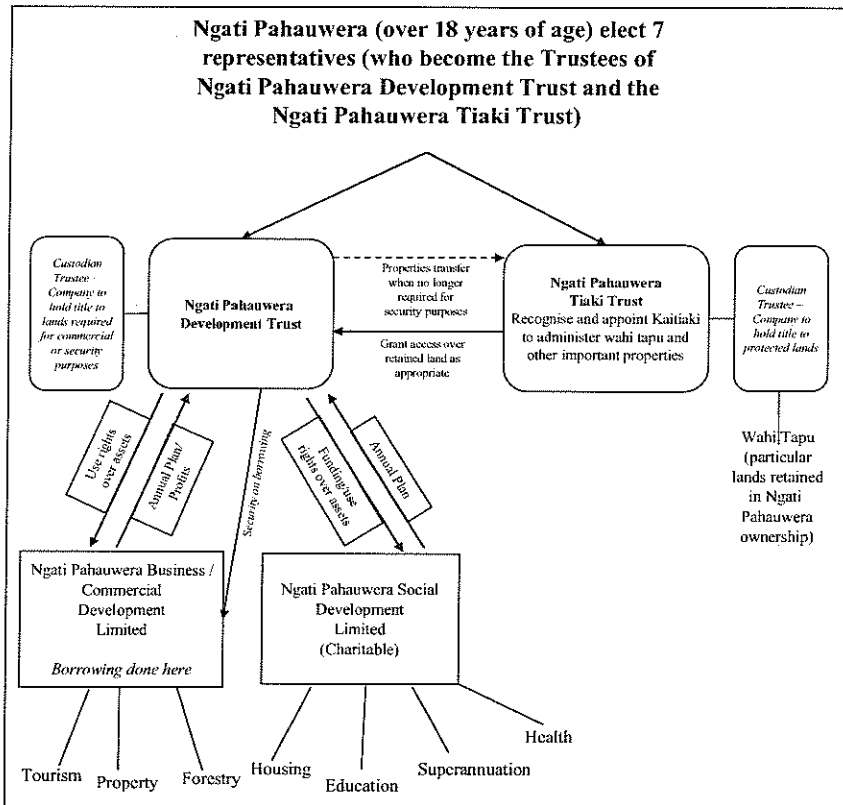 Ngati Pahauwera (over 18 years of age) elect 7
representatives (who become the Trustees of
Ngati Pahauwera Development Trust and the
Ngati Pahauwera Tiaki Trust)
Custodian
Trustee -
Company to
hold title to
lands required
for commercial
or security
purposes
Ngati Pahauwera
Development Trust
Properties transfer
when no longer
required for
security purposes
Grant access over
retained land as
appropriate
Ngati Pahauwera
Tiaki Trust
Recognise and appoint Kaitiaki
to administer wahi tapu and
other important properties
Custodian
Trustee –
Company to
hold title to
protected lands
Use rights
over assets
Annual Plan/
Profits
Security on borrowing
Funding/use
rights over
assets
Annual Plan
Wahi Tapu
(particular
lands retained
in Ngati
Pahauwera
ownership)
Ngati Pahauwera Business /
Commercial
Development
Limited
Borrowing done here
Ngati Pahauwera Social
Development
Limited
(Charitable)
Tourism
Property
Forestry
Housing
Education
Superannuation
Health